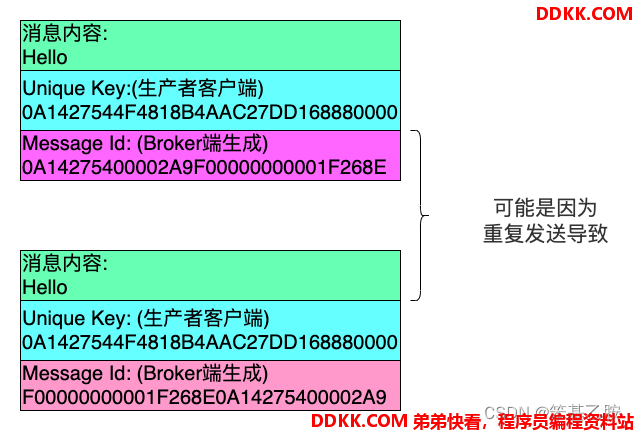 DDKK.COM
消息内容:
Hello
Unique Key:(生产者客户端)
0A1427544F4818B4AAC27DD168880000
Message Id: (Broker端生成)
0A14275400002A9F00000000001F268E
可能是因为
重复发送导致
消息内容:
Hello
Unique Key: (生产者客户端)
0A1427544F4818B4AAC27DD168880000
Message Id: (Broker端生成)
F00000000001F268E0A14275400002A9
CSDN @笨
DDKK.COM 弟弟快看，程序员编程资料站